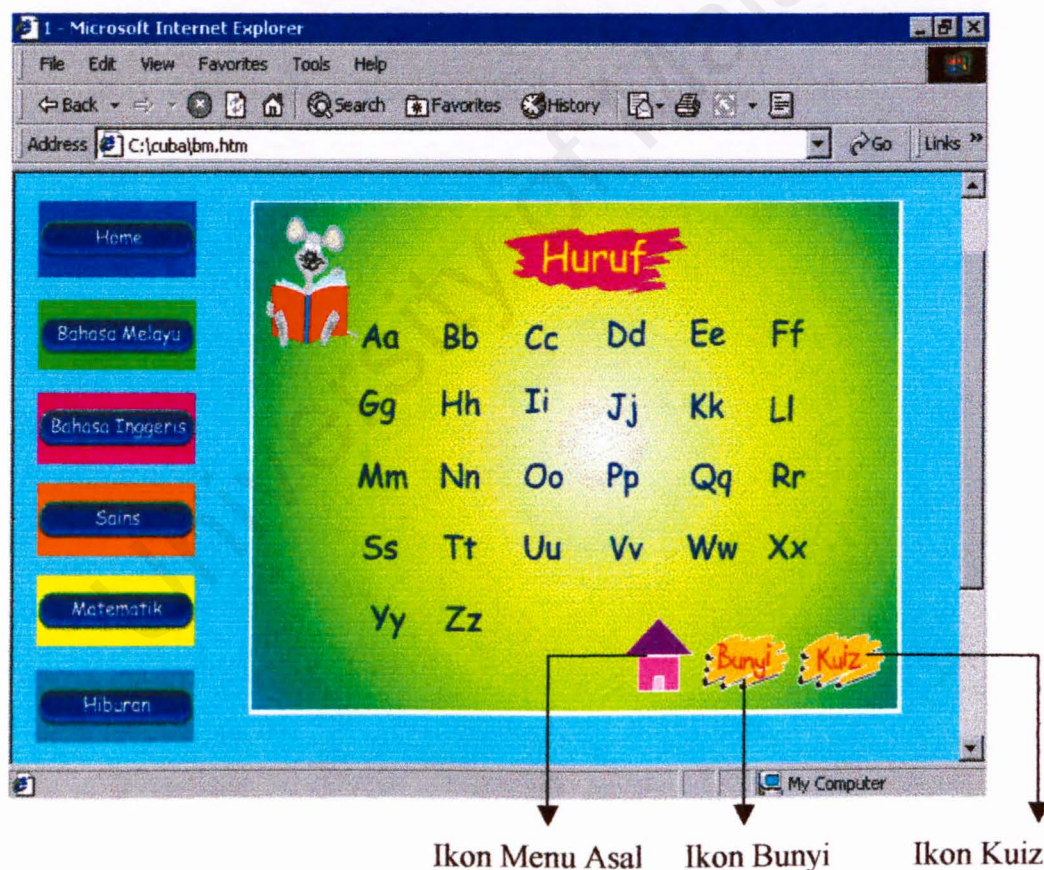 1 - Microsoft Internet Explorer
File Edit View Favorites Tools Help
Back Search Favorites History
Address C:\cuba\bm.htm Go Links »
Home
Bahasa Melayu
Bahasa Inggeris
Sains
Matematik
Hiburan
Huruf
Aa Bb Cc Dd Ee Ff
Gg Hh Ii Jj Kk Ll
Mm Nn Oo Pp Qq Rr
Ss Tt Uu Vv Ww Xx
Yy Zz
Bunyi Kuiz
My Computer
Ikon Menu Asal Ikon Bunyi Ikon Kuiz